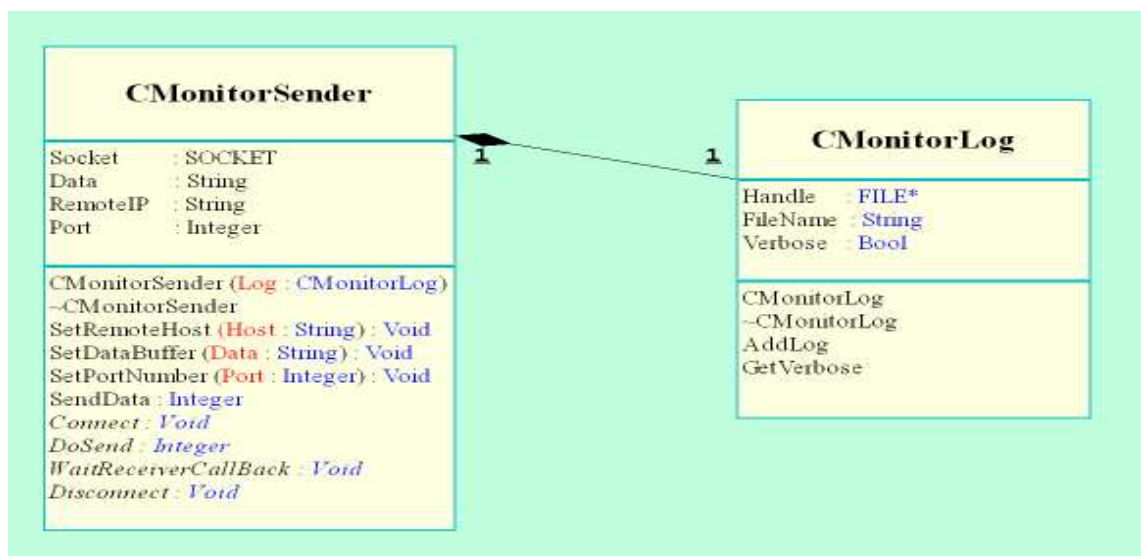 CMonitorSender
Socket : SOCKET
Data : String
RemoteIP : String
Port : Integer
CMonitorSender (Log : CMonitorLog)
~CMonitorSender
SetRemoteHost (Host : String) : Void
SetDataBuffer (Data : String) : Void
SetPortNumber (Port : Integer) : Void
SendData : Integer
Connect : Void
DoSend : Integer
WaitReceiverCallBack : Void
Disconnect : Void
1
1
CMonitorLog
Handle : FILE*
FileName : String
Verbose : Bool
CMonitorLog
~CMonitorLog
AddLog
GetVerbose